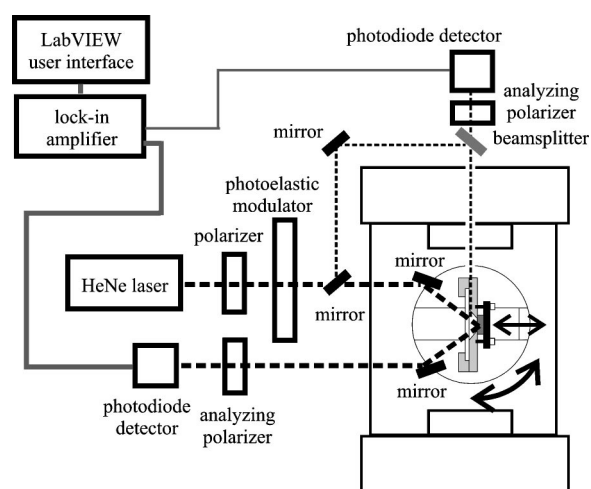 LabVIEW
user interface
lock-in
amplifier
photodiode detector
analyzing
polarizer
beamsplitter
mirror
photoelastic
modulator
polarizer
HeNe laser
mirror
mirror
mirror
photodiode
detector
analyzing
polarizer